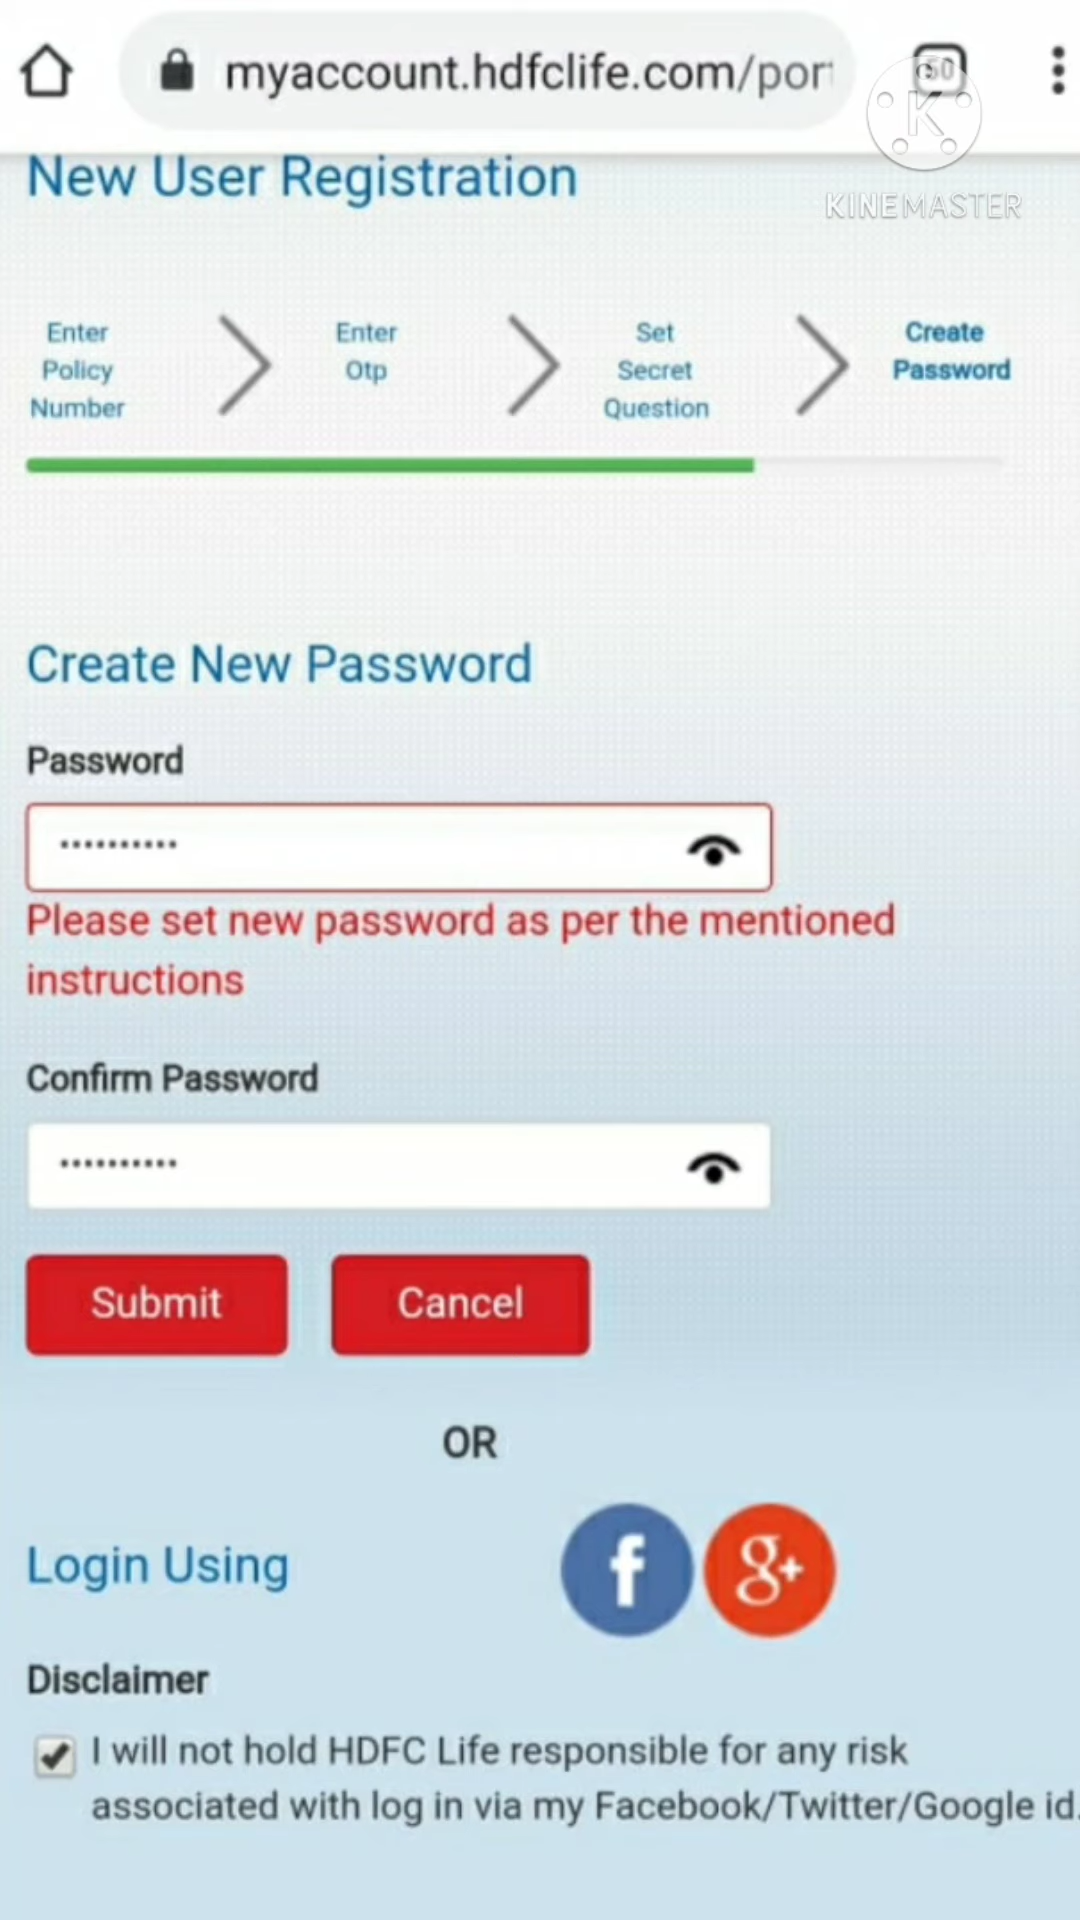 myaccount.hdfclife.com/por
50
K
KINEMASTER
New User Registration
Enter
Policy
Number
Enter
Otp
Set
Secret
Question
Create
Password
Create New Password
Password
Please set new password as per the mentioned
instructions
Confirm Password
Submit
Cancel
OR
Login Using
f
g+
Disclaimer
I will not hold HDFC Life responsible for any risk
associated with log in via my Facebook/Twitter/Google id.